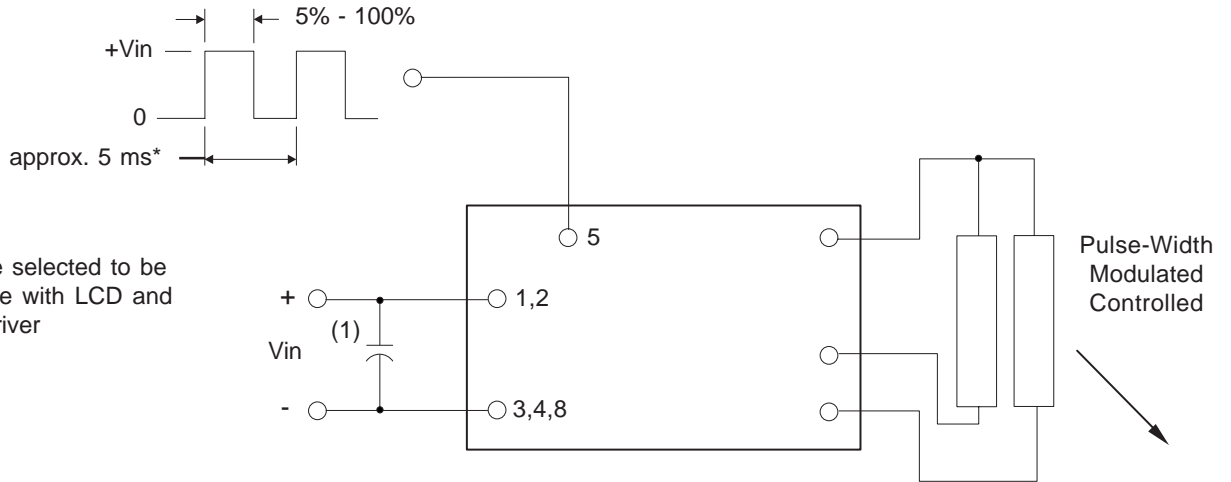 5% - 100%
+Vin
0
approx. 5 ms*
5
selected to be
with LCD and
+
1,2
(1)
Vin
-
3,4,8
Pulse-Width
Modulated
Controlled